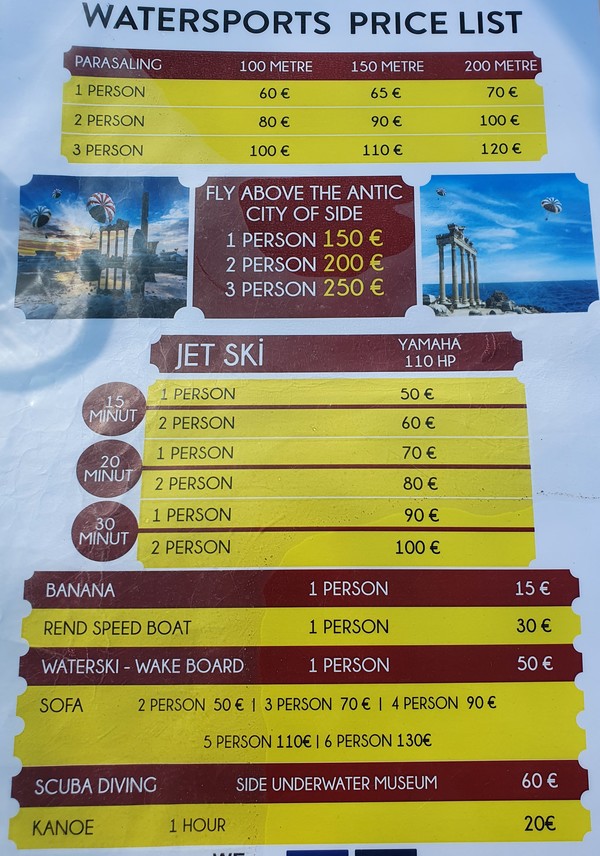 WATERSPORTS PRICE LIST
PARASALING 100 METRE 150 METRE 200 METRE
1 PERSON 60 € 65 € 70 €
2 PERSON 80 € 90 € 100 €
3 PERSON 100 € 110 € 120 €
FLY ABOVE THE ANTIC
CITY OF SIDE
1 PERSON 150 €
2 PERSON 200 €
3 PERSON 250 €
JET SKİ YAMAHA
110 HP
15
MINUT
1 PERSON 50 €
2 PERSON 60 €
20
MINUT
1 PERSON 70 €
2 PERSON 80 €
30
MINUT
1 PERSON 90 €
2 PERSON 100 €
BANANA 1 PERSON 15 €
REND SPEED BOAT 1 PERSON 30 €
WATERSKI - WAKE BOARD 1 PERSON 50 €
SOFA 2 PERSON 50 € | 3 PERSON 70 € | 4 PERSON 90 €
5 PERSON 110€ | 6 PERSON 130€
SCUBA DIVING SIDE UNDERWATER MUSEUM 60 €
KANOE 1 HOUR 20€